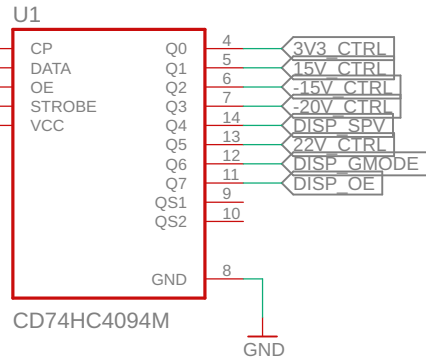 U1
CP Q0 4 3V3_CTRL
DATA Q1 5 15V_CTRL
OE Q2 6 -15V_CTRL
STROBE Q3 7 -20V_CTRL
VCC Q4 14 DISP_SPV
Q5 13 22V_CTRL
Q6 12 DISP_GMODE
Q7 11 DISP_OE
QS1 9
QS2 10
GND 8
CD74HC4094M
GND